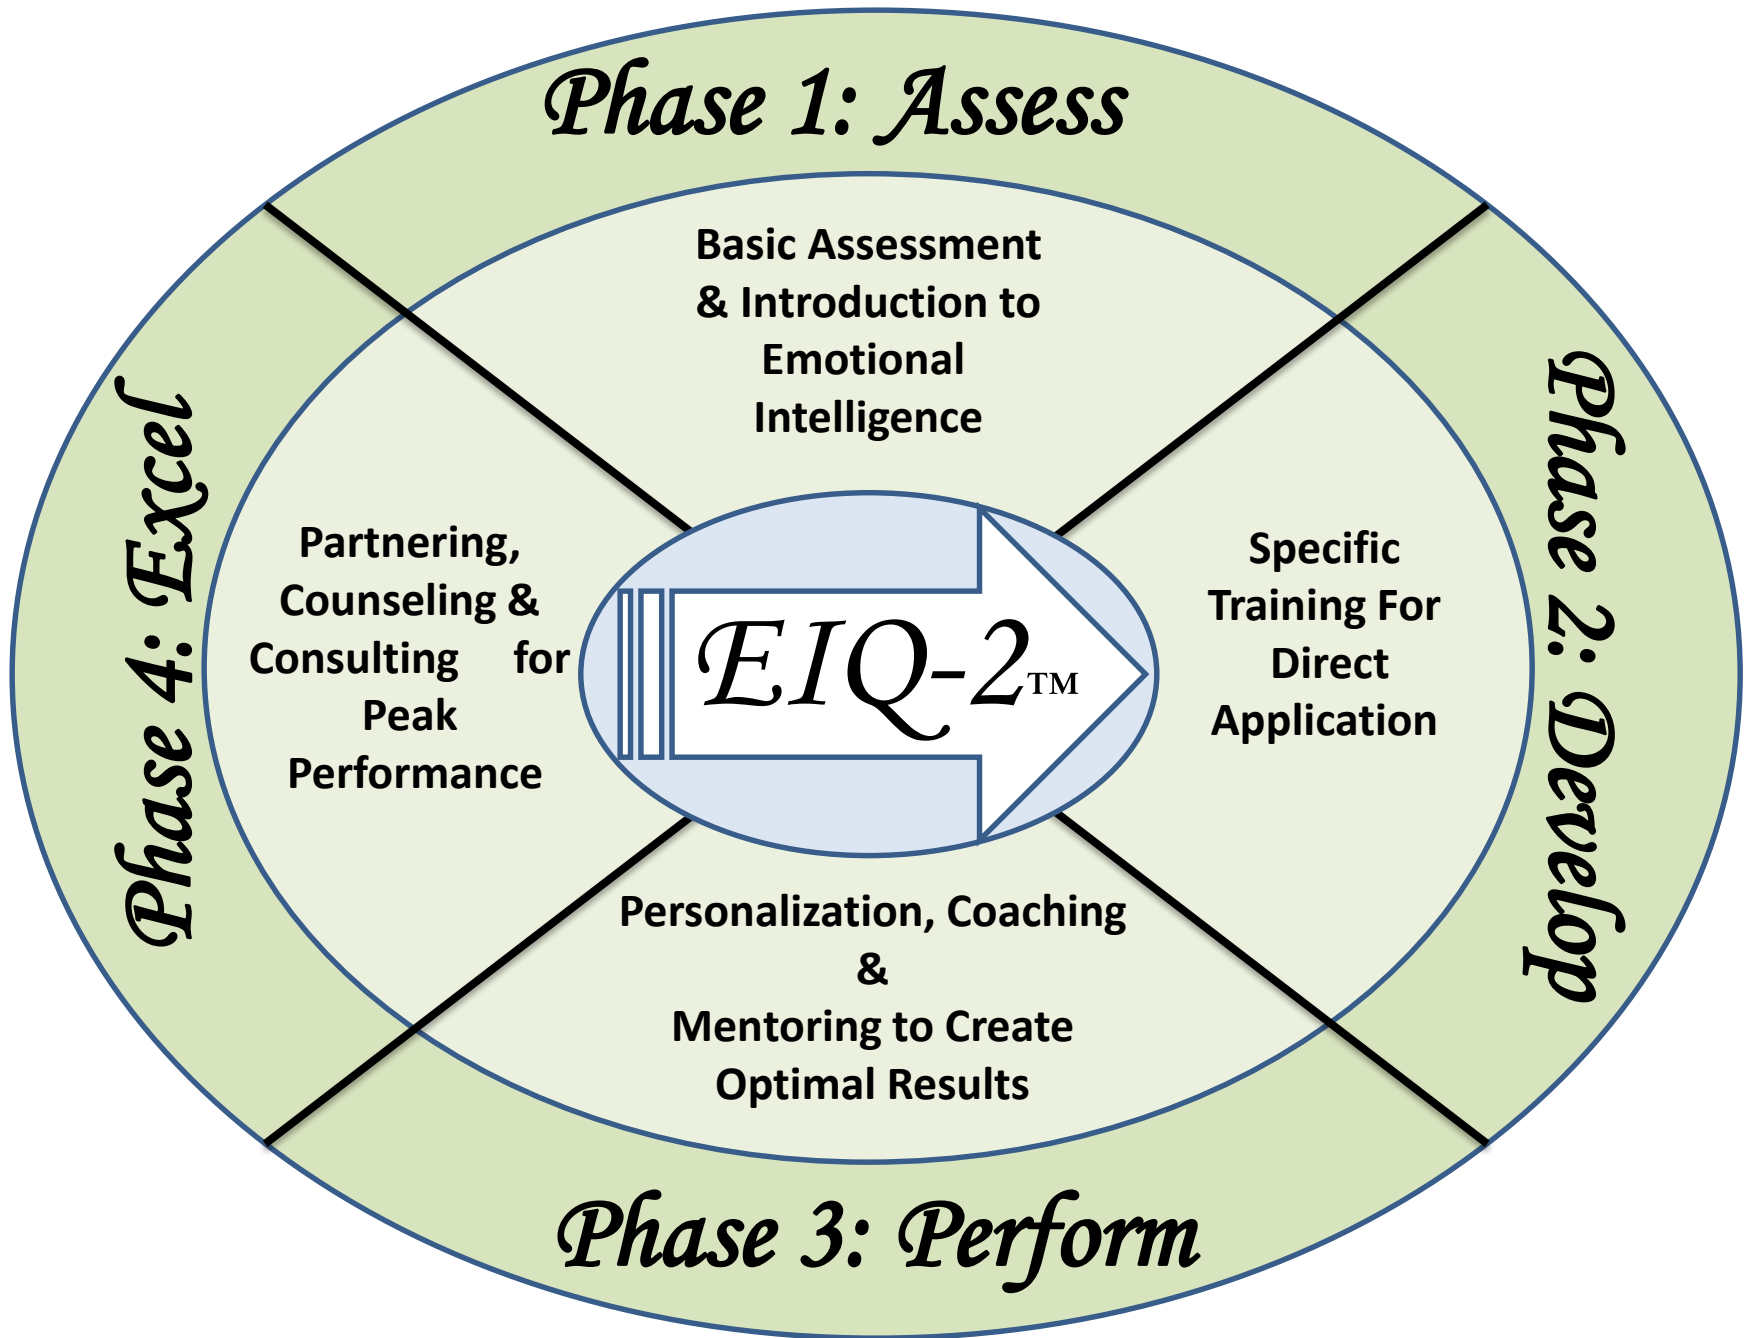 Phase 1: Assess
Basic Assessment
& Introduction to
Emotional
Intelligence
Phase 2: Develop
Specific
Training For
Direct
Application
Phase 3: Perform
Personalization, Coaching
&
Mentoring to Create
Optimal Results
Phase 4: Excel
Partnering,
Counseling &
Consulting for
Peak
Performance
EIQ-2™